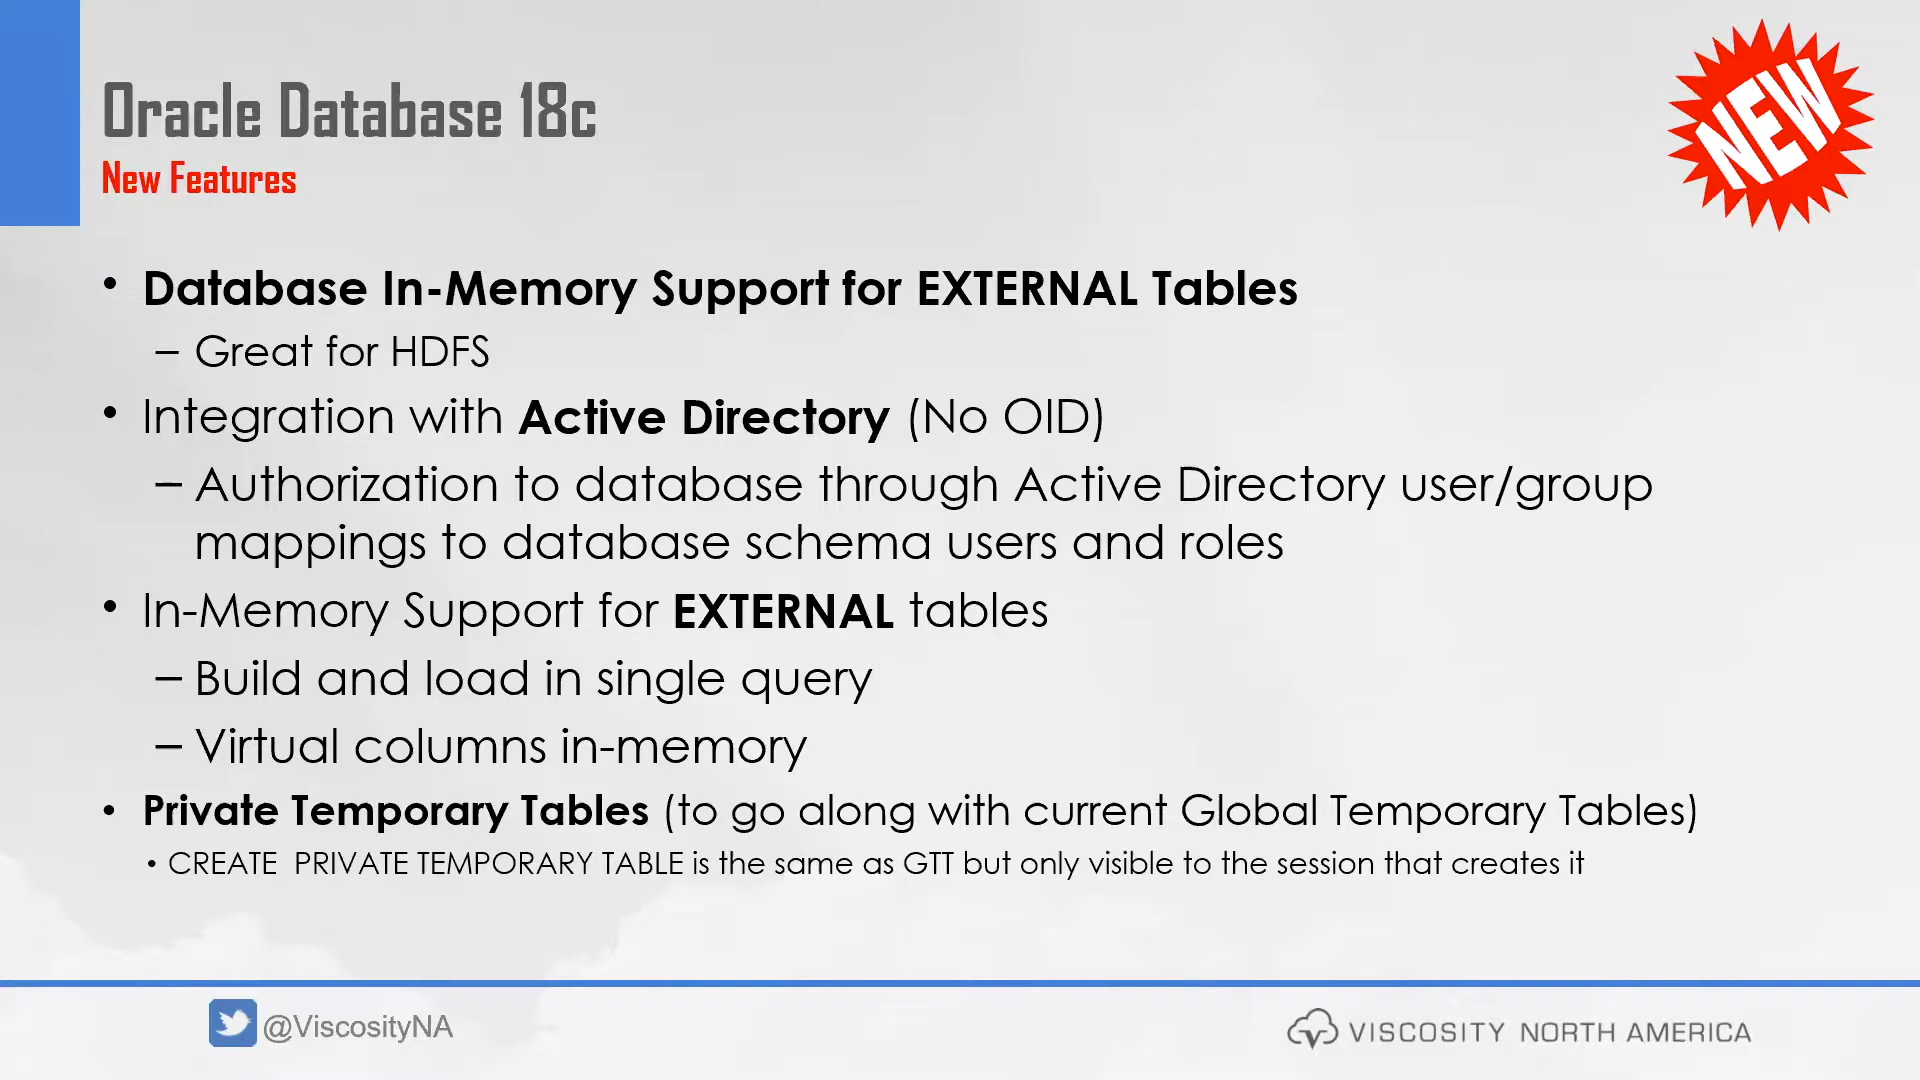 Oracle Database 18c
New Features
NEW
• Database In-Memory Support for EXTERNAL Tables
– Great for HDFS
• Integration with Active Directory (No OID)
– Authorization to database through Active Directory user/group
mappings to database schema users and roles
• In-Memory Support for EXTERNAL tables
– Build and load in single query
– Virtual columns in-memory
• Private Temporary Tables (to go along with current Global Temporary Tables)
• CREATE  PRIVATE TEMPORARY TABLE is the same as GTT but only visible to the session that creates it
@ViscosityNA
VISCOSITY NORTH AMERICA